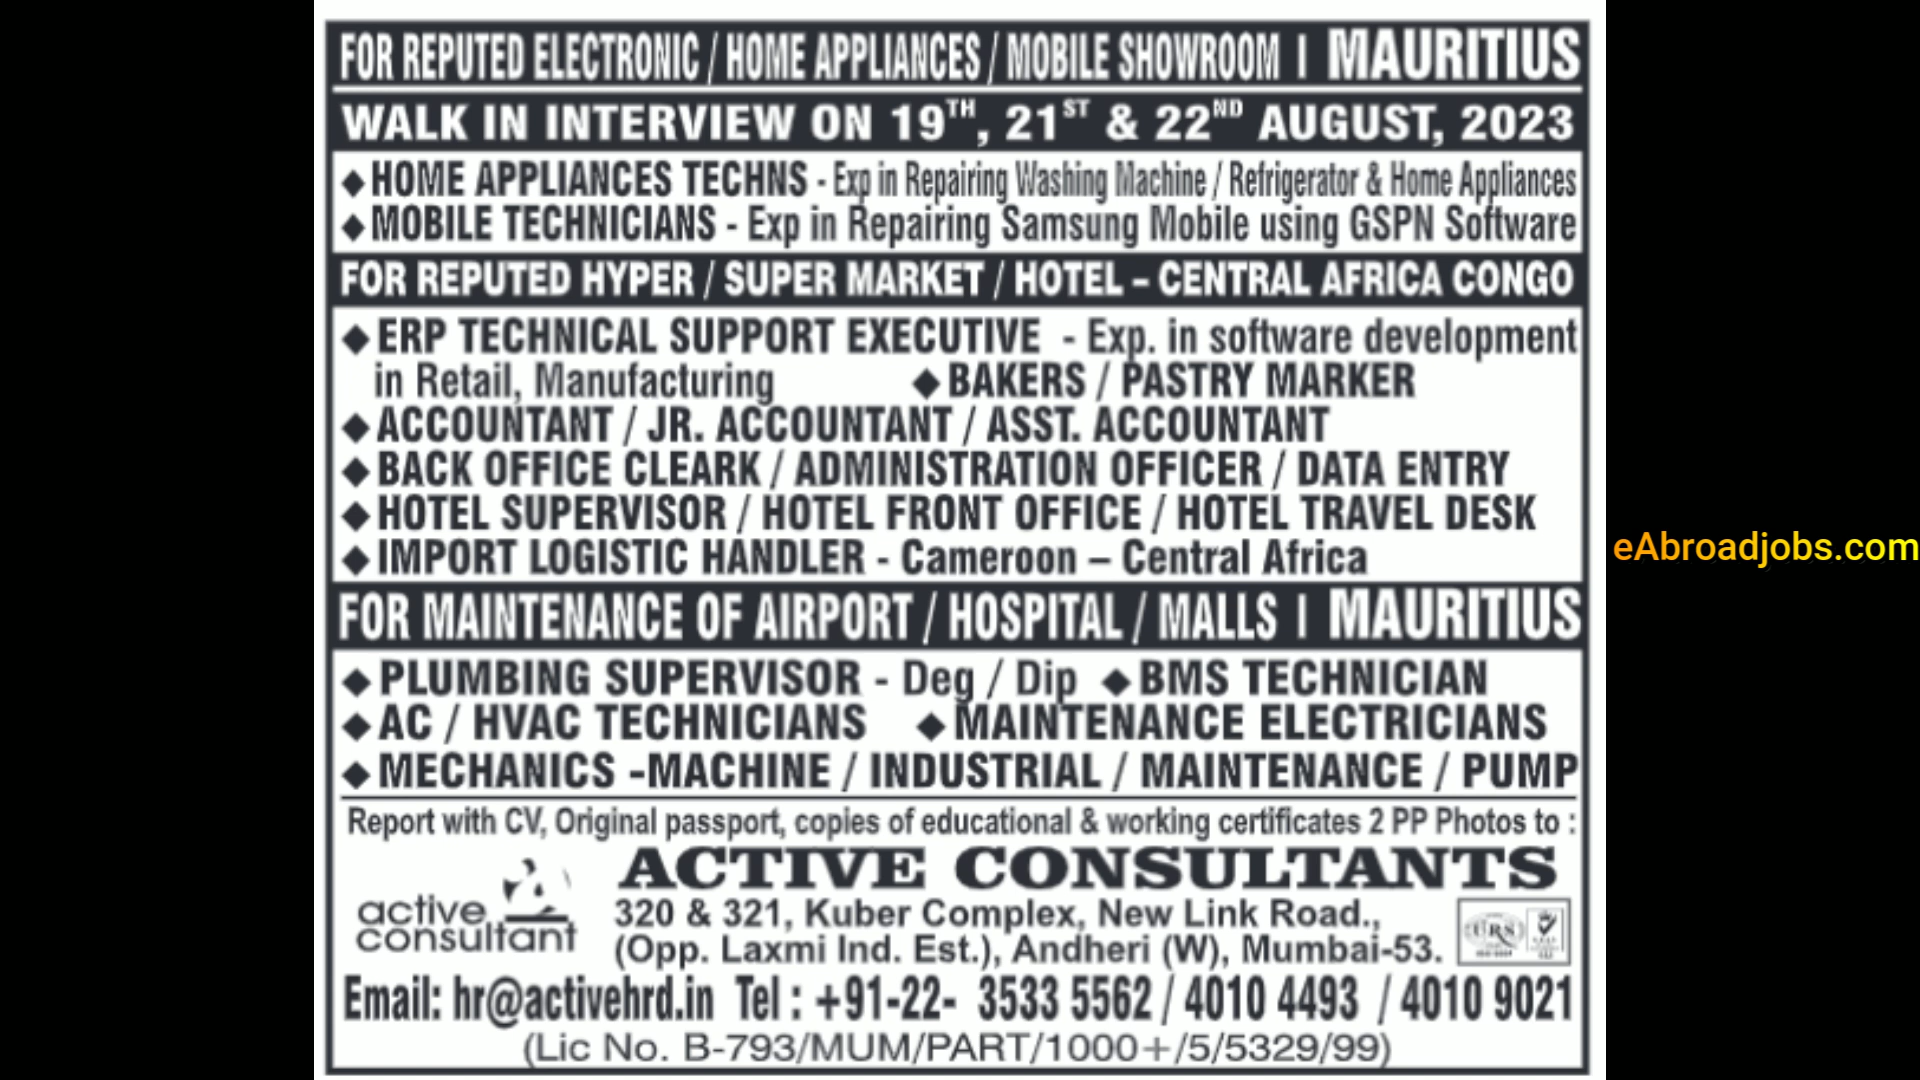 FOR REPUTED ELECTRONIC / HOME APPLIANCES / MOBILE SHOWROOM | MAURITIUS
WALK IN INTERVIEW ON 19TH, 21ST & 22ND AUGUST, 2023
◆ HOME APPLIANCES TECHNS - Exp in Repairing Washing Machine / Refrigerator & Home Appliances
◆ MOBILE TECHNICIANS - Exp in Repairing Samsung Mobile using GSPN Software
FOR REPUTED HYPER / SUPER MARKET / HOTEL – CENTRAL AFRICA CONGO
◆ ERP TECHNICAL SUPPORT EXECUTIVE - Exp. in software development
in Retail, Manufacturing ◆ BAKERS / PASTRY MARKER
◆ ACCOUNTANT / JR. ACCOUNTANT / ASST. ACCOUNTANT
◆ BACK OFFICE CLEARK / ADMINISTRATION OFFICER / DATA ENTRY
◆ HOTEL SUPERVISOR / HOTEL FRONT OFFICE / HOTEL TRAVEL DESK
◆ IMPORT LOGISTIC HANDLER - Cameroon – Central Africa
FOR MAINTENANCE OF AIRPORT / HOSPITAL / MALLS | MAURITIUS
◆ PLUMBING SUPERVISOR - Deg / Dip ◆ BMS TECHNICIAN
◆ AC / HVAC TECHNICIANS ◆ MAINTENANCE ELECTRICIANS
◆ MECHANICS -MACHINE / INDUSTRIAL / MAINTENANCE / PUMP
Report with CV, Original passport, copies of educational & working certificates 2 PP Photos to :
ACTIVE CONSULTANTS
active
consultant
320 & 321, Kuber Complex, New Link Road.,
(Opp. Laxmi Ind. Est.), Andheri (W), Mumbai-53.
URS
Email: hr@activehrd.in Tel : +91-22- 3533 5562 / 4010 4493 / 4010 9021
(Lic No. B-793/MUM/PART/1000+/5/5329/99)
eAbroadjobs.com